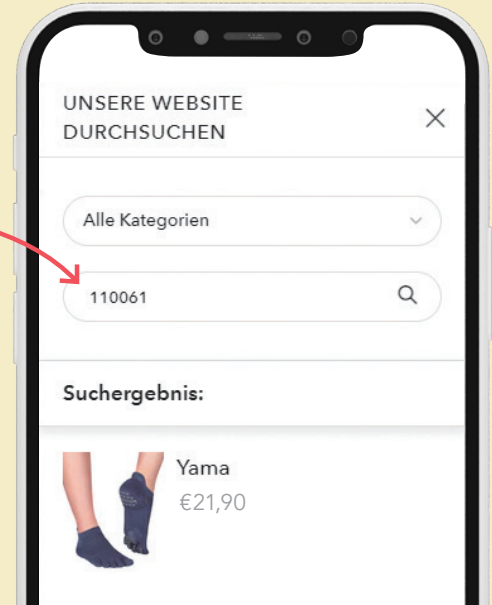 UNSERE WEBSITE
DURCHSUCHEN
Alle Kategorien
110061
Suchergebnis:
Yama
€21,90